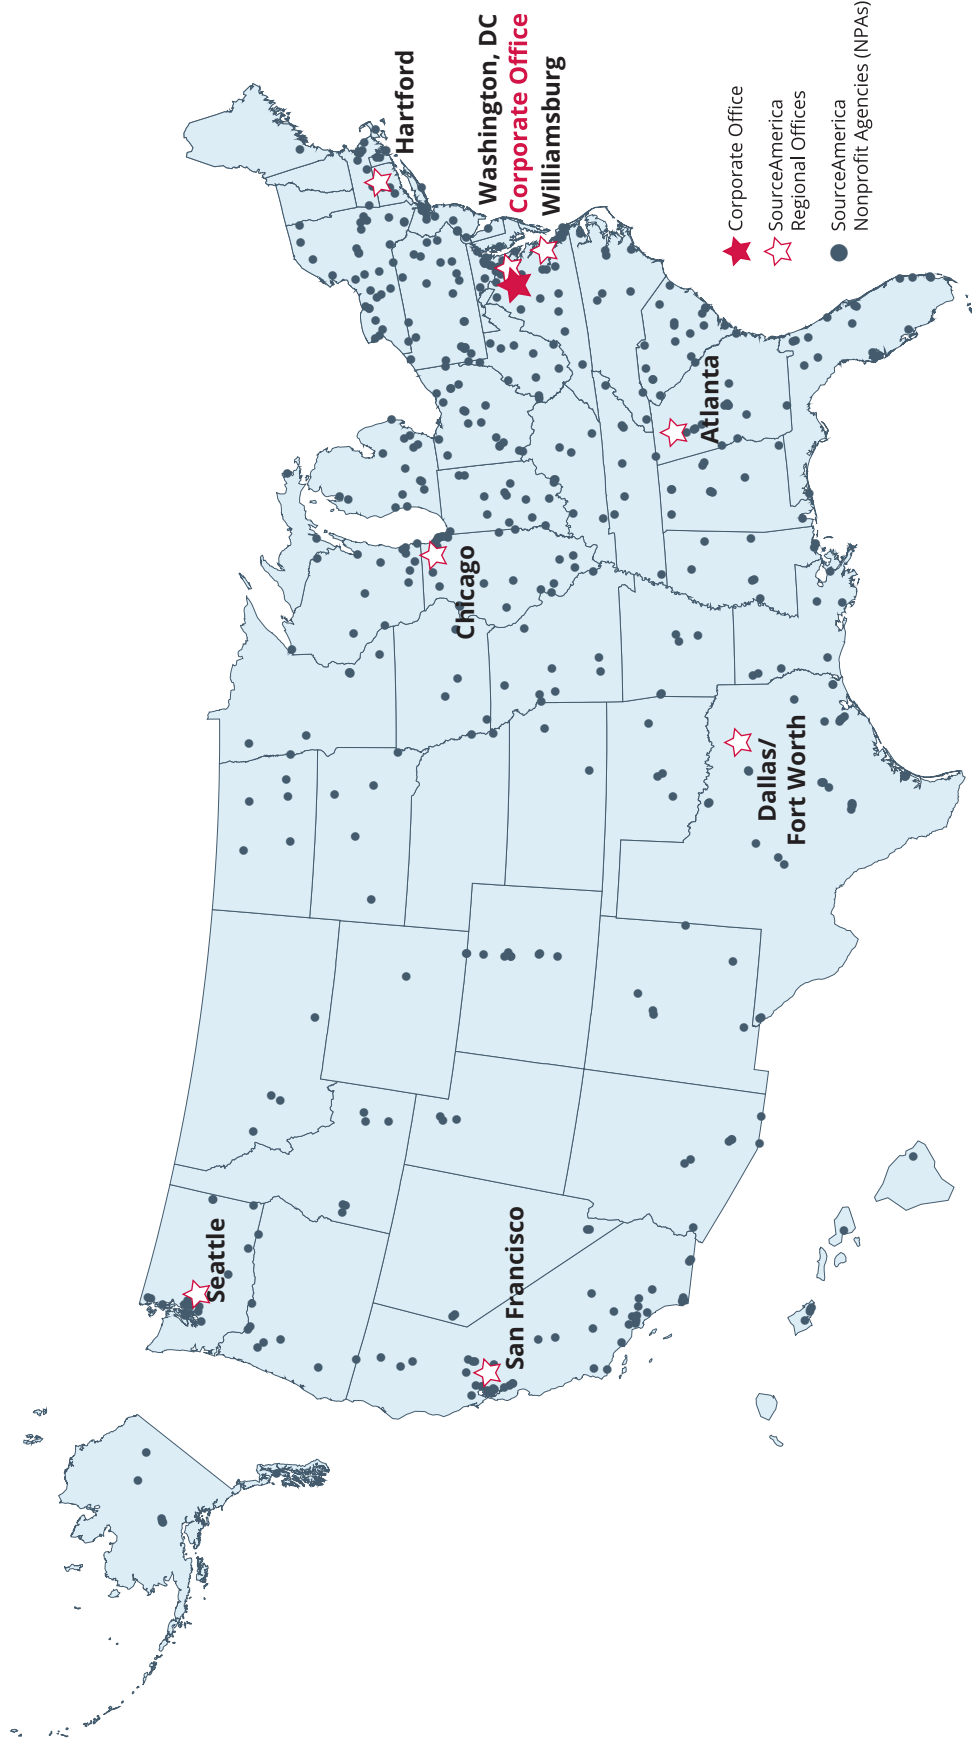 Seattle
San Francisco
Dallas/
Fort Worth
Chicago
Atlanta
Hartford
Washington, DC
Corporate Office
Williamsburg
Corporate Office
SourceAmerica
Regional Offices
SourceAmerica
Nonprofit Agencies (NPAs)